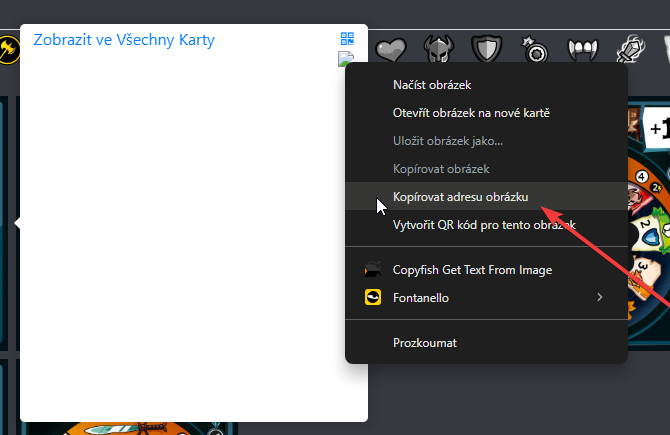 Zobrazit ve Všechny Karty
Načíst obrázek
Otevřít obrázek na nové kartě
Uložit obrázek jako...
Kopírovat obrázek
Kopírovat adresu obrázku
Vytvořit QR kód pro tento obrázek
Copyfish Get Text From Image
Fontanello
Prozkoumat
+1
4
2
3